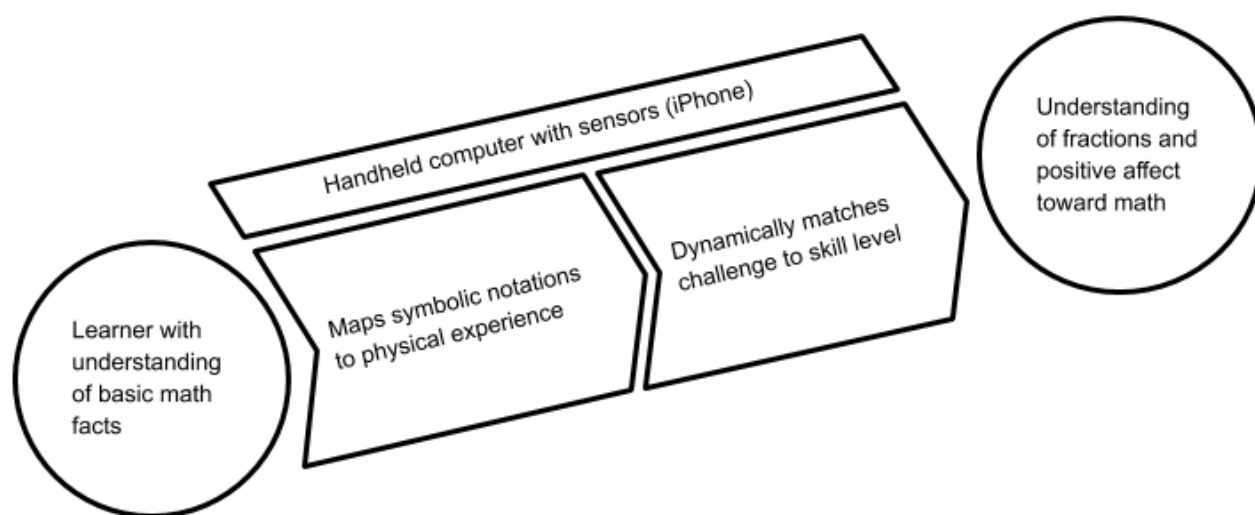 Handheld computer with sensors (iPhone)
Learner with
understanding
of basic math
facts
Maps symbolic notations
to physical experience
Dynamically matches
challenge to skill level
Understanding
of fractions and
positive affect
toward math